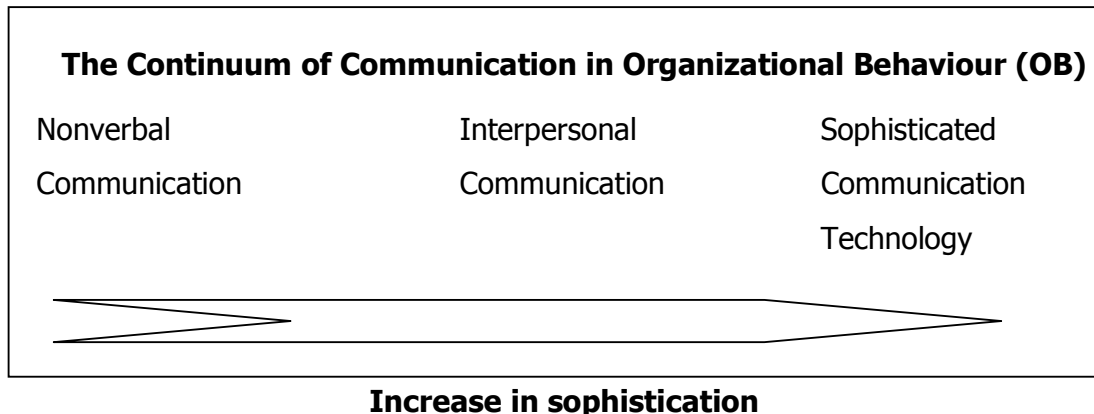 The Continuum of Communication in Organizational Behaviour (OB)
Nonverbal Interpersonal Sophisticated
Communication Communication Communication
Technology
Increase in sophistication